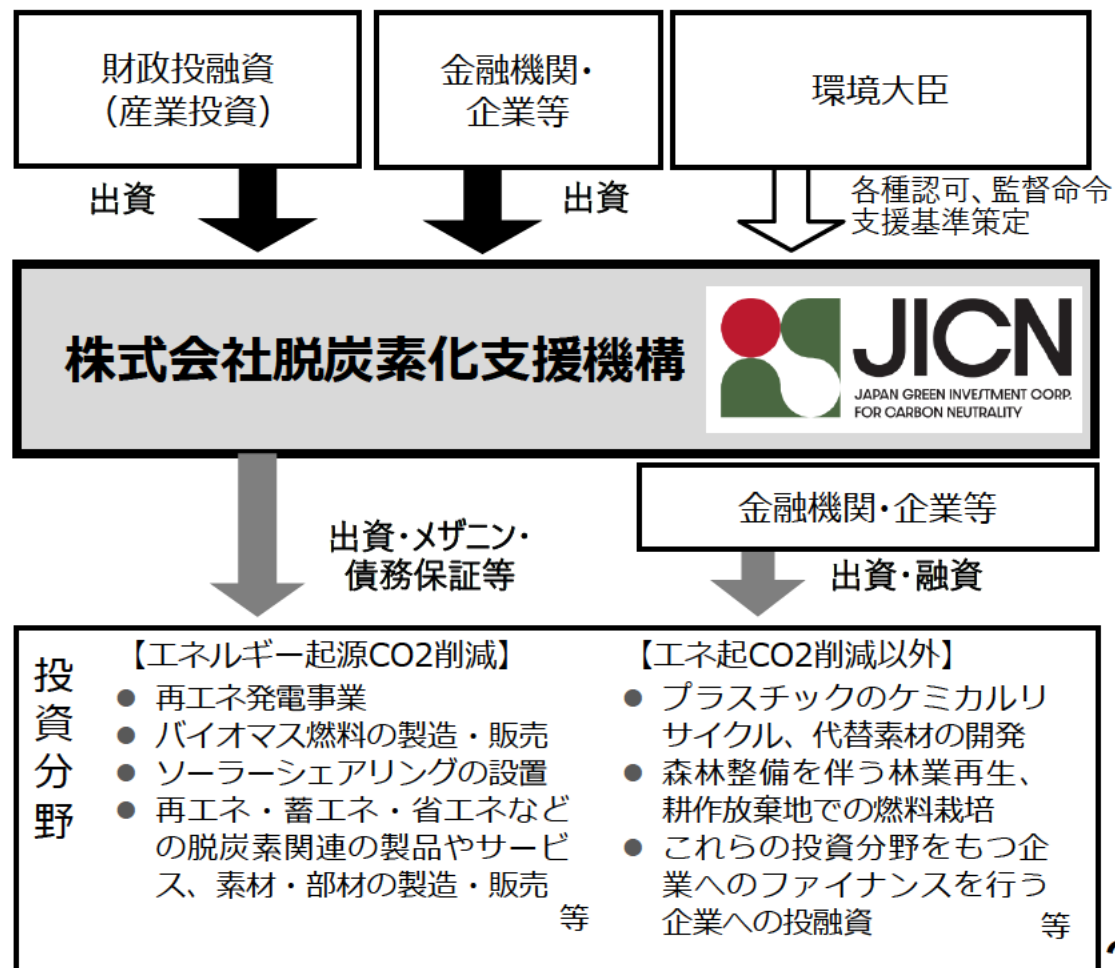 財政投融資
（産業投資）
金融機関・
企業等
環境大臣
出資
出資
各種認可、監督命令
支援基準策定
株式会社脱炭素化支援機構
JICN
JAPAN GREEN INVESTMENT CORP.
FOR CARBON NEUTRALITY
金融機関・企業等
出資・メザニン・
債務保証等
出資・融資
投資分野
【エネルギー起源CO2削減】
● 再エネ発電事業
● バイオマス燃料の製造・販売
● ソーラーシェアリングの設置
● 再エネ・蓄エネ・省エネなど
の脱炭素関連の製品やサービ
ス、素材・部材の製造・販売
等
【エネ起CO2削減以外】
● プラスチックのケミカルリ
サイクル、代替素材の開発
● 森林整備を伴う林業再生、
耕作放棄地での燃料栽培
● これらの投資分野をもつ企
業へのファイナンスを行う
企業への投融資
等